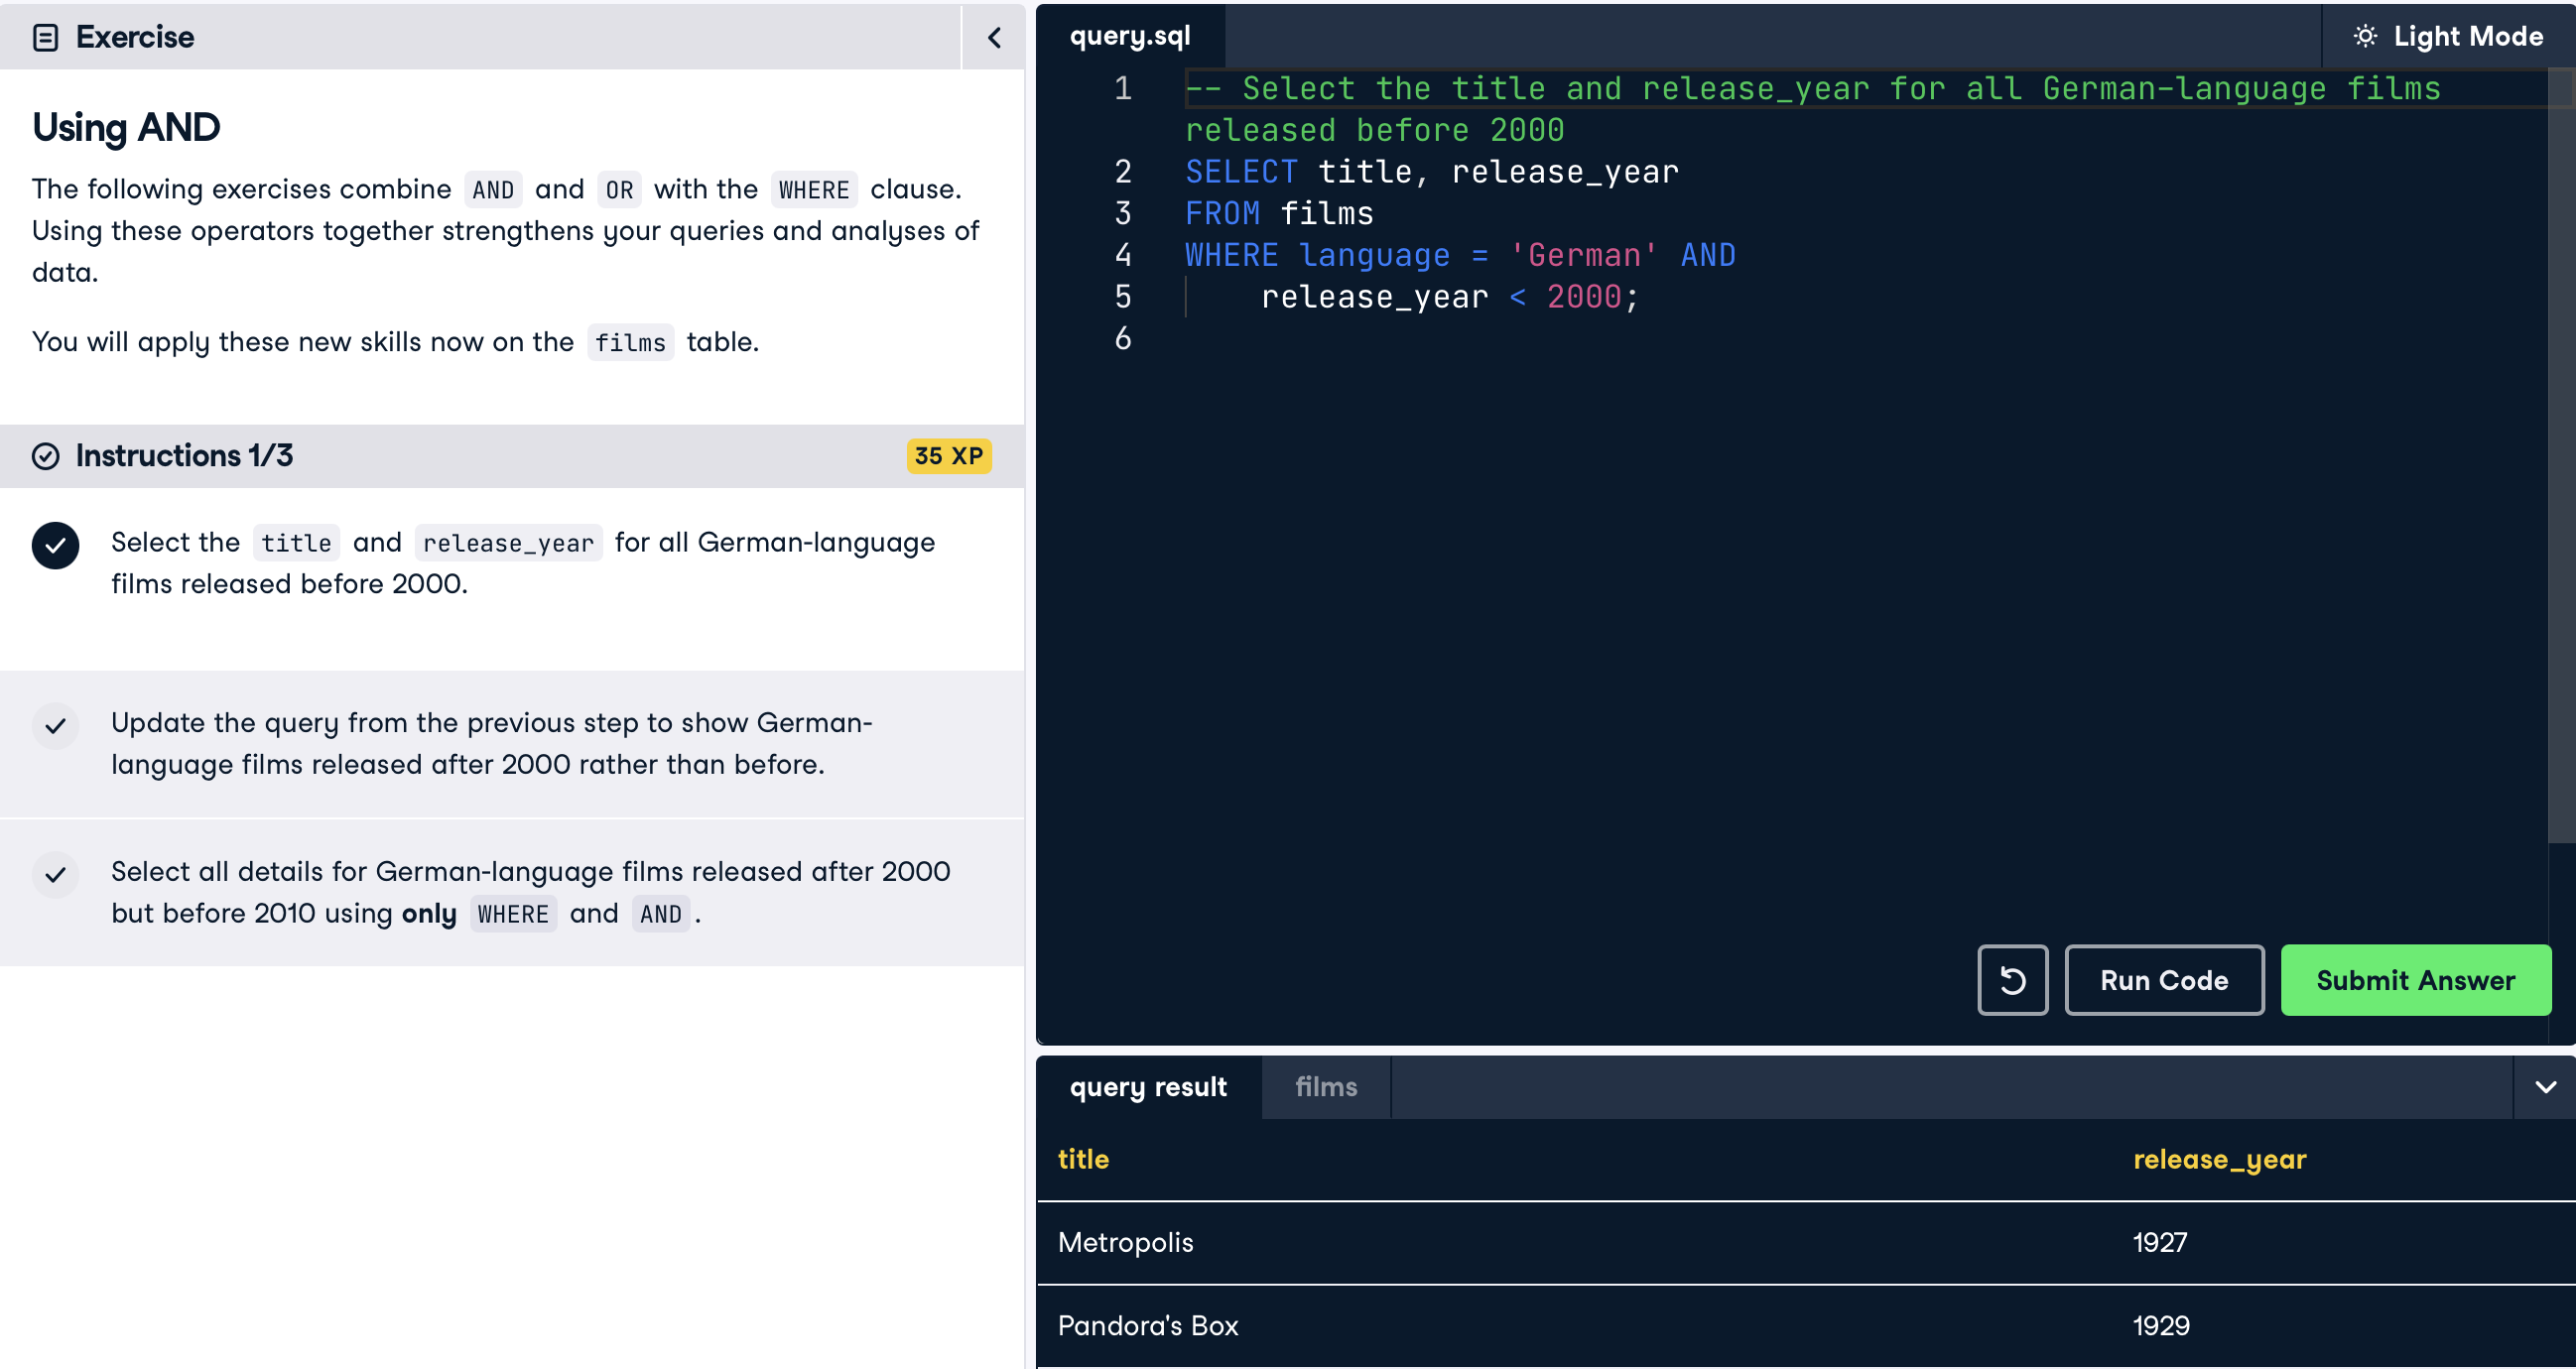 Exercise
Using AND
The following exercises combine AND and OR with the WHERE clause.
Using these operators together strengthens your queries and analyses of
data.
You will apply these new skills now on the films table.
Instructions 1/3
35 XP
Select the title and release_year for all German-language
films released before 2000.
Update the query from the previous step to show German-
language films released after 2000 rather than before.
Select all details for German-language films released after 2000
but before 2010 using only WHERE and AND.
query.sql
Light Mode
1 -- Select the title and release_year for all German-language films
released before 2000
2 SELECT title, release_year
3 FROM films
4 WHERE language = 'German' AND
5 release_year < 2000;
6
Run Code
Submit Answer
query result
films
title release_year
Metropolis 1927
Pandora's Box 1929